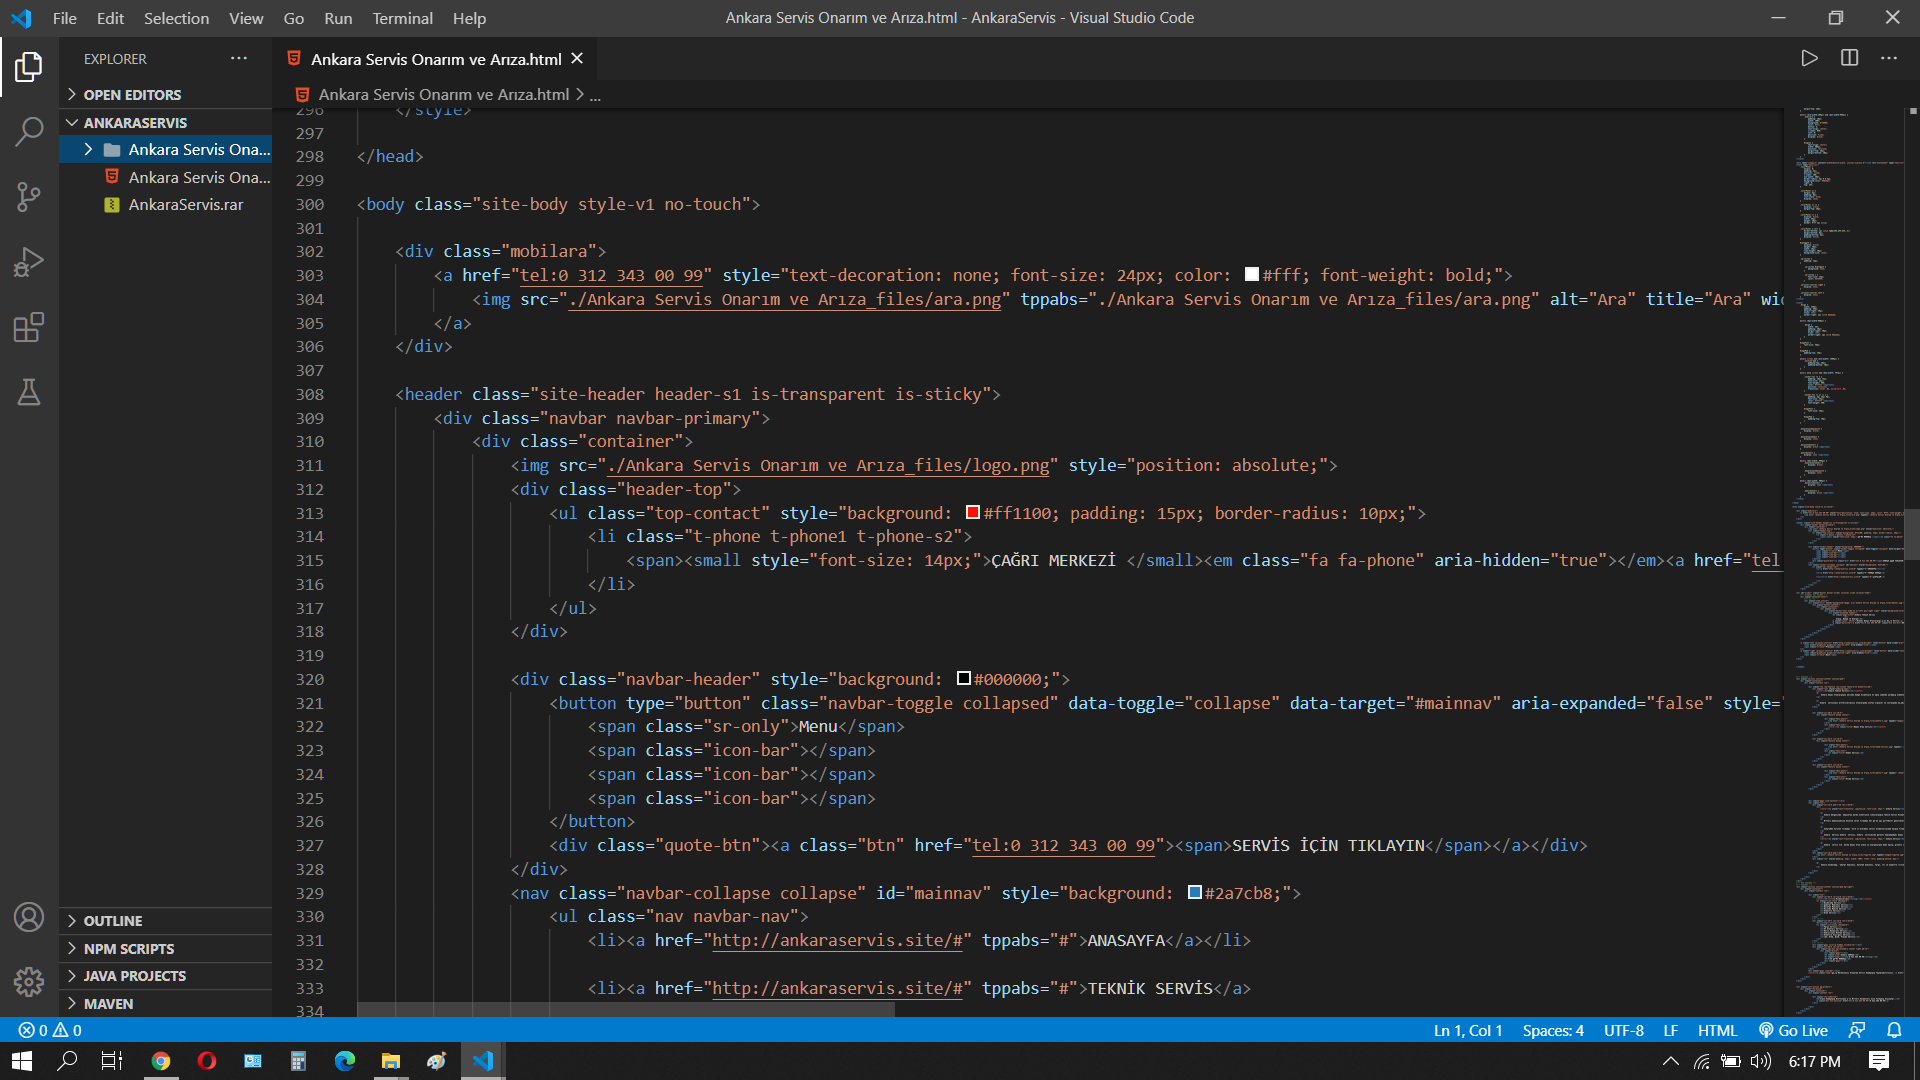 File Edit Selection View Go Run Terminal Help
Ankara Servis Onarım ve Arıza.html - AnkaraServis - Visual Studio Code
EXPLORER
Ankara Servis Onarım ve Arıza.html
OPEN EDITORS
Ankara Servis Onarım ve Arıza.html > ...
ANKARASERVIS
Ankara Servis Ona...
Ankara Servis Ona...
AnkaraServis.rar
296 </style>
297
298 </head>
299
300 <body class="site-body style-v1 no-touch">
301
302 <div class="mobilara">
303 <a href="tel:0 312 343 00 99" style="text-decoration: none; font-size: 24px; color: #fff; font-weight: bold;">
304 <img src="./Ankara Servis Onarım ve Arıza_files/ara.png" tppabs="./Ankara Servis Onarım ve Arıza_files/ara.png" alt="Ara" title="Ara" wi
305 </a>
306 </div>
307
308 <header class="site-header header-s1 is-transparent is-sticky">
309 <div class="navbar navbar-primary">
310 <div class="container">
311 <img src="./Ankara Servis Onarım ve Arıza_files/logo.png" style="position: absolute;">
312 <div class="header-top">
313 <ul class="top-contact" style="background: #ff1100; padding: 15px; border-radius: 10px;">
314 <li class="t-phone t-phone1 t-phone-s2">
315 <span><small style="font-size: 14px;">ÇAĞRI MERKEZİ </small><em class="fa fa-phone" aria-hidden="true"></em><a href="tel
316 </li>
317 </ul>
318 </div>
319
320 <div class="navbar-header" style="background: #000000;">
321 <button type="button" class="navbar-toggle collapsed" data-toggle="collapse" data-target="#mainnav" aria-expanded="false" style="
322 <span class="sr-only">Menu</span>
323 <span class="icon-bar"></span>
324 <span class="icon-bar"></span>
325 <span class="icon-bar"></span>
326 </button>
327 <div class="quote-btn"><a class="btn" href="tel:0 312 343 00 99"><span>SERVİS İÇİN TIKLAYIN</span></a></div>
328 </div>
329 <nav class="navbar-collapse collapse" id="mainnav" style="background: #2a7cb8;">
330 <ul class="nav navbar-nav">
331 <li><a href="http://ankaraservis.site/#" tppabs="#">ANASAYFA</a></li>
332
333 <li><a href="http://ankaraservis.site/#" tppabs="#">TEKNİK SERVİS</a>
334
OUTLINE
NPM SCRIPTS
JAVA PROJECTS
MAVEN
0 0
Ln 1, Col 1 Spaces: 4 UTF-8 LF HTML Go Live
6:17 PM